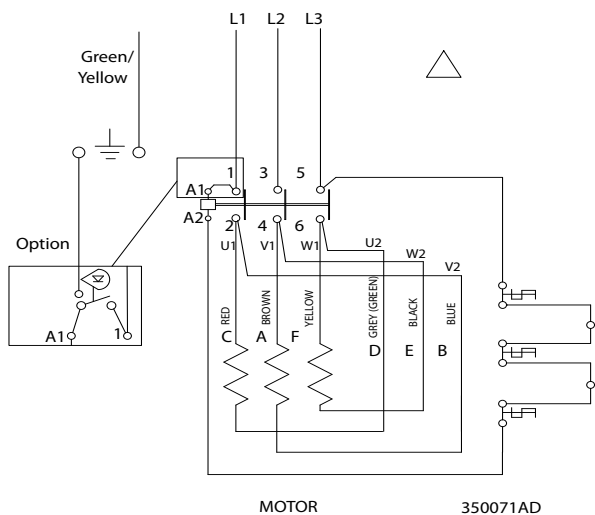 L1 L2 L3
Green/
Yellow
1 3 5
A1
A2
2 4 6
U1 V1 W1 U2
W2
V2
Option
A1 1
RED BROWN YELLOW GREY (GREEN) BLACK BLUE
C A F D E B
MOTOR 350071AD